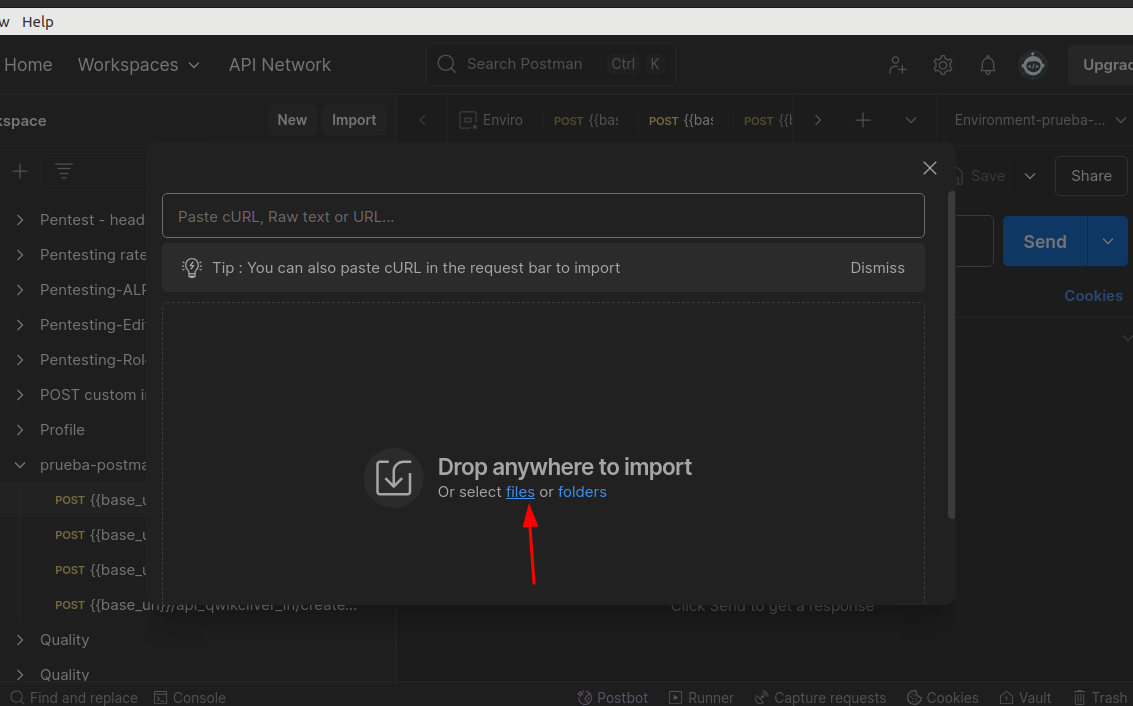 w Help
Home Workspaces API Network Search Postman Ctrl K Upgrad
kspace New Import Enviro POST {{bas POST {{bas POST {{b Environment-prueba-...
Save Share
Paste cURL, Raw text or URL...
Pentest - head
Send
Pentesting rate
Tip : You can also paste cURL in the request bar to import Dismiss
Pentesting-ALF
Cookies
Pentesting-Edi
Pentesting-Rol
POST custom i
Profile
prueba-postma
Drop anywhere to import
Or select files or folders
POST {{base_u
POST {{base_u
POST {{base_u
POST {{base_url}}/api_qwikcilver_in/create...
Click Send to get a response
Quality
Quality
Find and replace Console Postbot Runner Capture requests Cookies Vault Trash